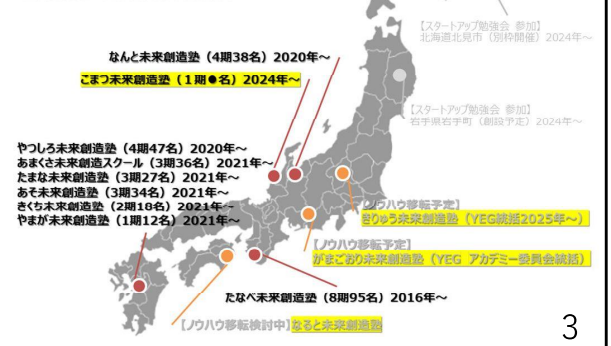 【スタートアップ勉強会 参加】
北海道北見市（別枠開催）2024年～
なんと未来創造塾（4期38名）2020年～
こまつ未来創造塾（1期●名）2024年～
【スタートアップ勉強会 参加】
岩手県岩手町（創設予定）2024年～
やつしろ未来創造塾（4期47名）2020年～
あまくさ未来創造スクール（3期36名）2021年～
たまな未来創造塾（3期27名）2021年～
あそ未来創造塾（3期34名）2021年～
きくち未来創造塾（2期18名）2021年～
やまが未来創造塾（1期12名）2021年～
【ノウハウ移転予定】
きりゅう未来創造塾（YEG統括2025年～）
【ノウハウ移転予定】
がまごおり未来創造塾（YEG アカデミー委員会統括）
たなべ未来創造塾（8期95名）2016年～
【ノウハウ移転検討中】なると未来創造塾
3